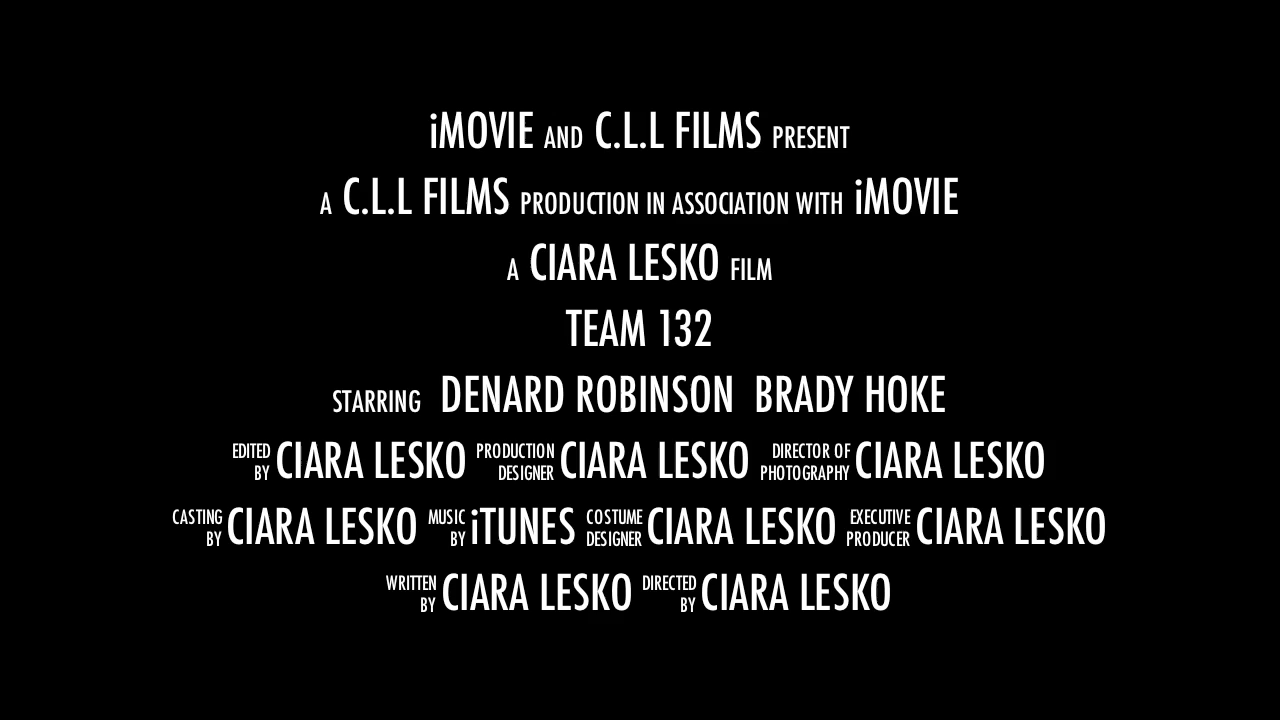 iMOVIE AND C.L.L FILMS PRESENT
A C.L.L FILMS PRODUCTION IN ASSOCIATION WITH iMOVIE
A CIARA LESKO FILM
TEAM 132
STARRING DENARD ROBINSON BRADY HOKE
EDITED BY CIARA LESKO PRODUCTION DESIGNER CIARA LESKO DIRECTOR OF PHOTOGRAPHY CIARA LESKO
CASTING BY CIARA LESKO MUSIC BY iTUNES COSTUME DESIGNER CIARA LESKO EXECUTIVE PRODUCER CIARA LESKO
WRITTEN BY CIARA LESKO DIRECTED BY CIARA LESKO